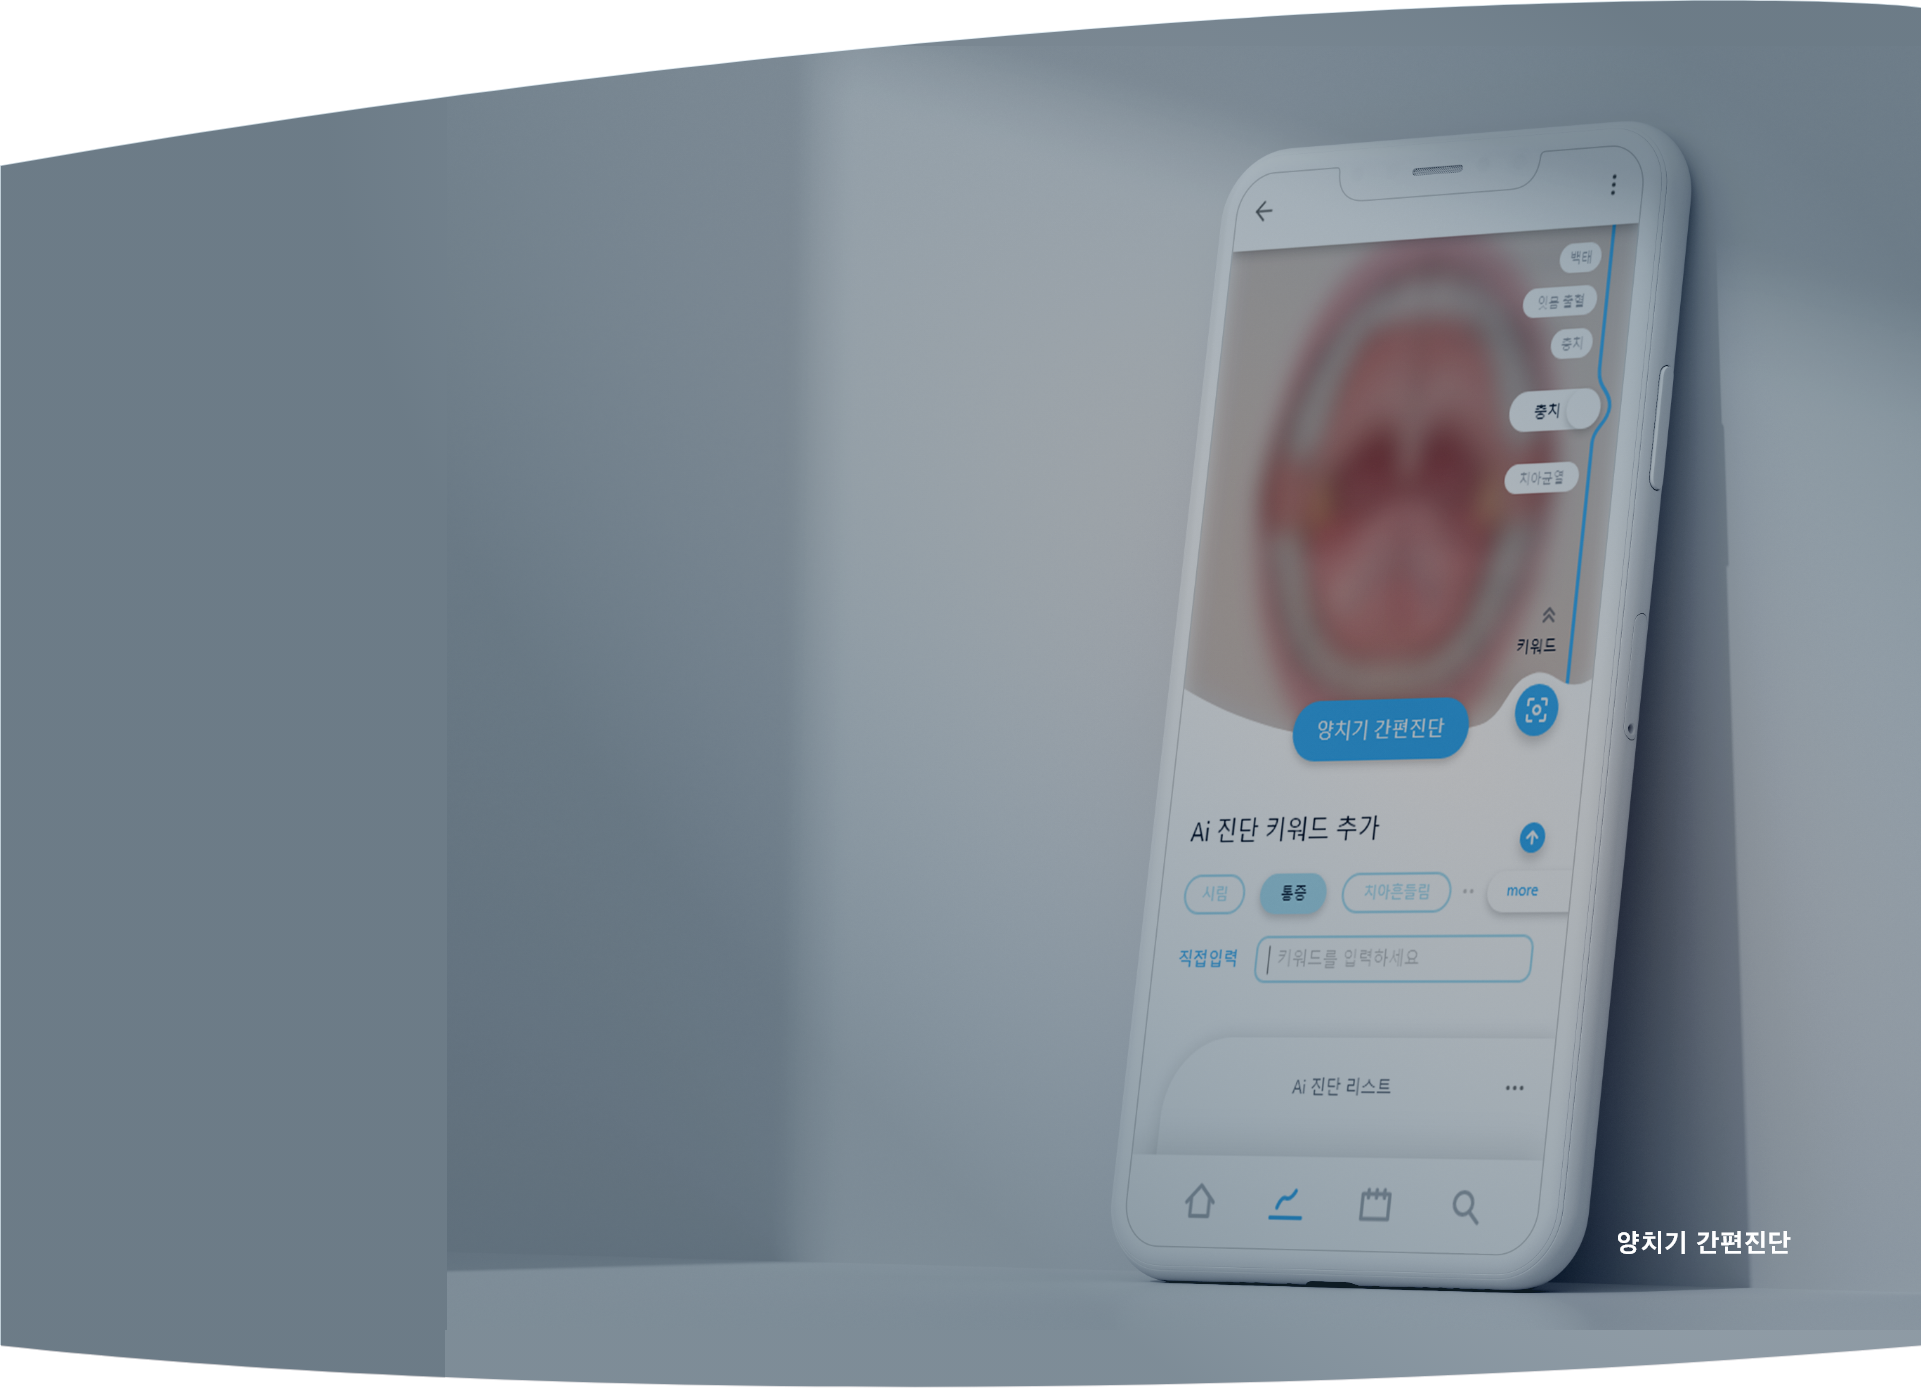 백태
잇몸 출혈
충치
충치
치아균열
키워드
양치기 간편진단
Ai 진단 키워드 추가
시림
통증
치아흔들림
more
직접입력
키워드를 입력하세요
Ai 진단 리스트
양치기 간편진단